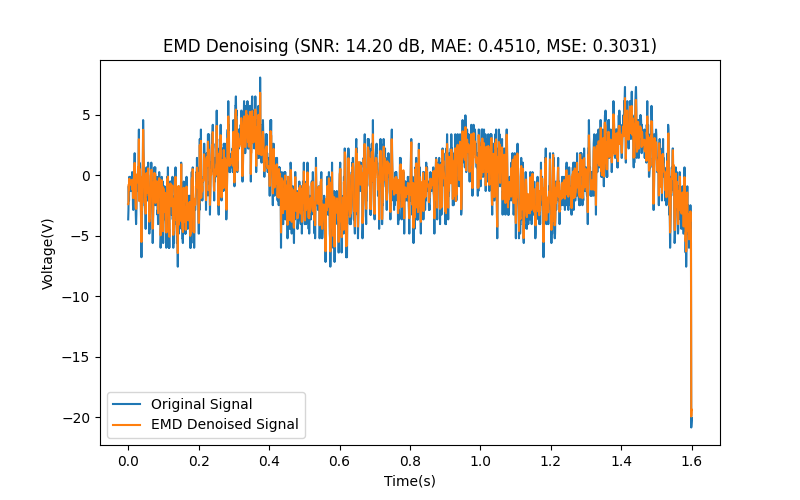 EMD Denoising (SNR: 14.20 dB, MAE: 0.4510, MSE: 0.3031)
5
0
−5
−10
−15
−20
Voltage(V)
Original Signal
EMD Denoised Signal
0.0 0.2 0.4 0.6 0.8 1.0 1.2 1.4 1.6
Time(s)